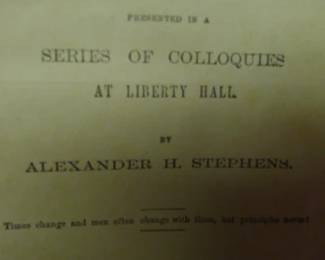 PRESENTED IN A
SERIES OF COLLOQUIES
AT LIBERTY HALL.
BY
ALEXANDER H. STEPHENS.
Times change and men often change with them, but principles never!